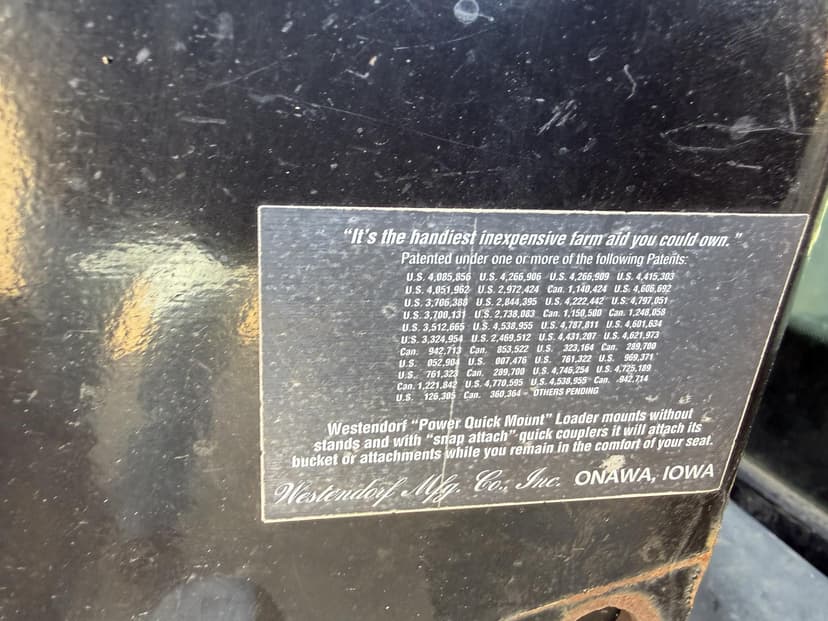 "It's the handiest inexpensive farm aid you could own."
Patented under one or more of the following Patents:
U.S. 4,085,856 U.S. 4,266,906 U.S. 4,266,909 U.S. 4,415,303
U.S. 4,051,962 U.S. 2,972,424 Can. 1,140,424 U.S. 4,606,692
U.S. 3,706,388 U.S. 2,844,395 U.S. 4,222,442 U.S. 4,797,051
U.S. 3,700,131 U.S. 2,738,083 Can. 1,150,500 Can. 1,248,058
U.S. 3,512,665 U.S. 4,538,955 U.S. 4,787,811 U.S. 4,601,634
U.S. 3,324,954 U.S. 2,469,512 U.S. 4,431,207 U.S. 4,621,973
Can. 942,713 Can. 853,522 U.S. 323,164 Can. 289,700
U.S. 052,904 U.S. 007,476 U.S. 761,322 U.S. 969,371
U.S. 761,323 Can. 289,700 U.S. 4,746,254 U.S. 4,725,189
Can. 1,221,842 U.S. 4,770,595 U.S. 4,538,955 Can. 942,714
U.S. 126,385 Can. 360,364 - OTHERS PENDING
Westendorf "Power Quick Mount" Loader mounts without
stands and with "snap attach" quick couplers it will attach its
bucket or attachments while you remain in the comfort of your seat.
Westendorf Mfg. Co., Inc. ONAWA, IOWA